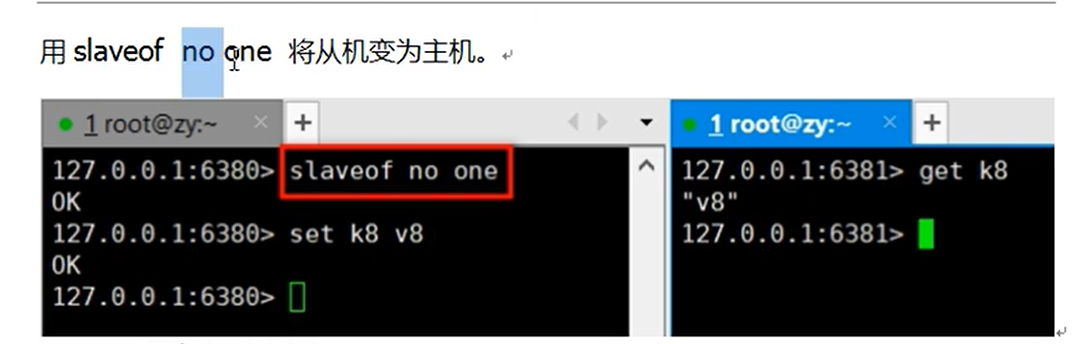 用 slaveof no one 将从机变为主机。
1 root@zy:~ × +
127.0.0.1:6380> slaveof no one
OK
127.0.0.1:6380> set k8 v8
OK
127.0.0.1:6380>
1 root@zy:~ × +
127.0.0.1:6381> get k8
"v8"
127.0.0.1:6381>